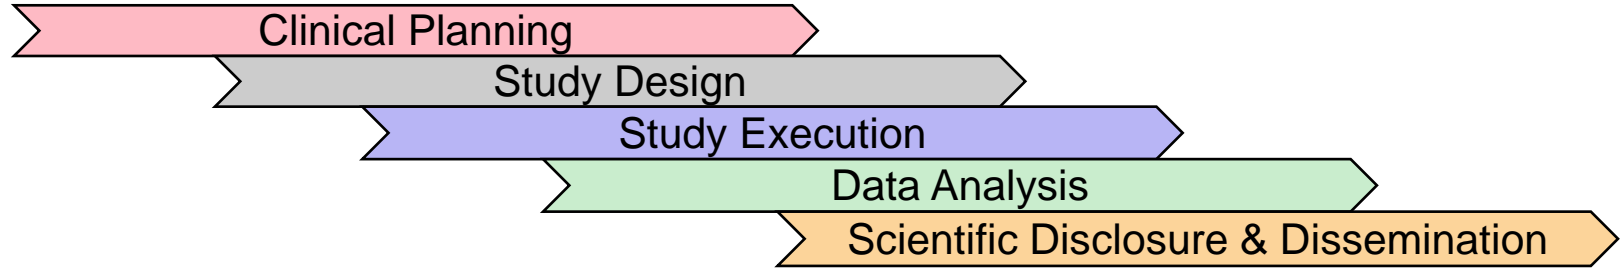 Clinical Planning
Study Design
Study Execution
Data Analysis
Scientific Disclosure & Dissemination